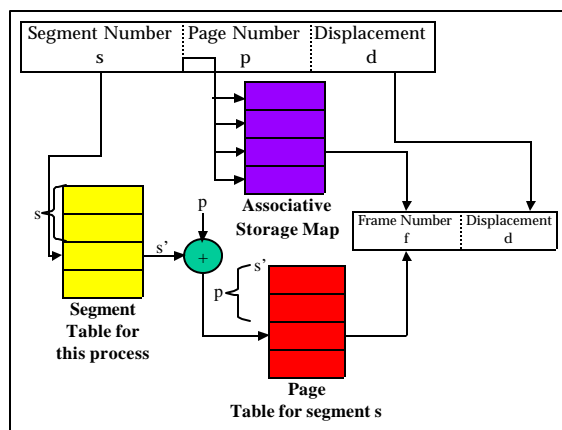 Segment Number Page Number Displacement
s p d
Associative
Storage Map
p
s
s'
+
Frame Number Displacement
f d
s'
p
Segment
Table for
this process
Page
Table for segment s